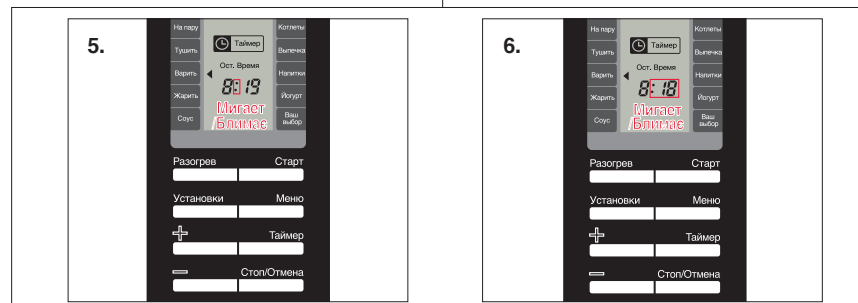 5.
На пару
Тушить
Варить
Жарить
Соус
Таймер
Ост. Время
8:19
Мигает
/Блимає
Котлеты
Выпечка
Напитки
Йогурт
Ваш
выбор
Разогрев Старт
Установки Меню
+ Таймер
− Стоп/Отмена
6.
На пару
Тушить
Варить
Жарить
Соус
Таймер
Ост. Время
8:18
Мигает
/Блимає
Котлеты
Выпечка
Напитки
Йогурт
Ваш
выбор
Разогрев Старт
Установки Меню
+ Таймер
− Стоп/Отмена